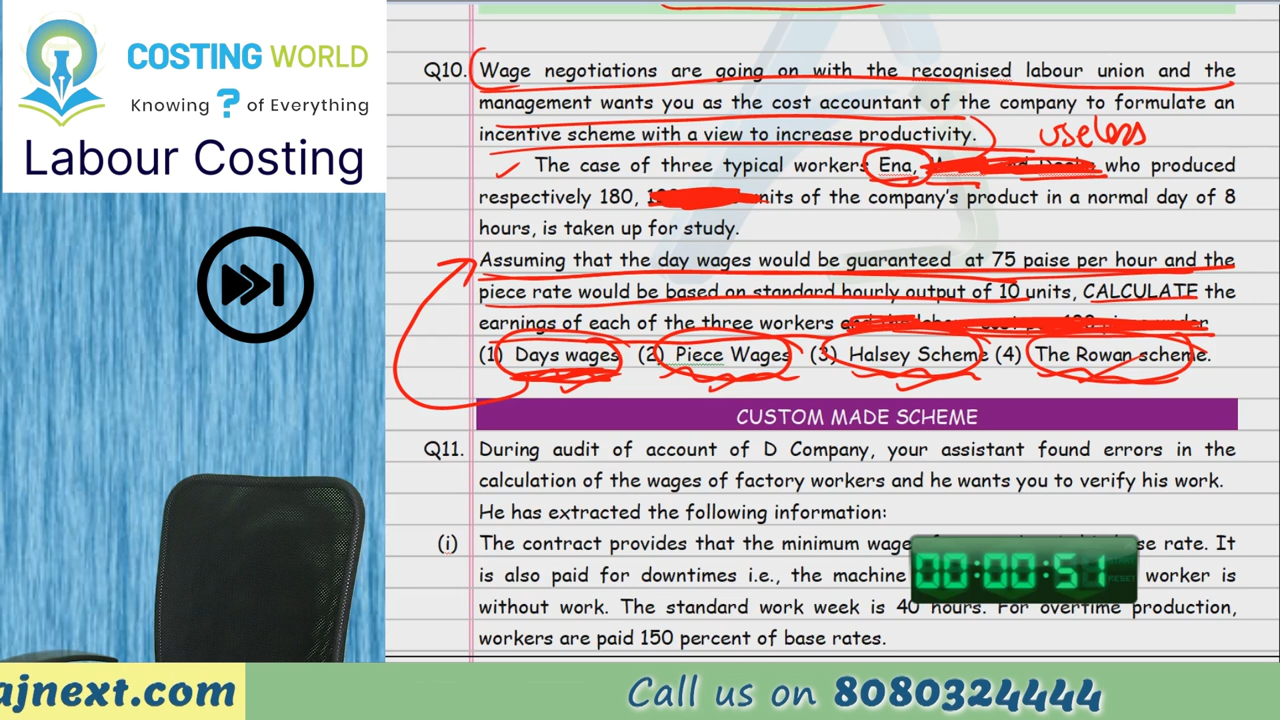 COSTING WORLD
Knowing ? of Everything
Labour Costing
Q10. Wage negotiations are going on with the recognised labour union and the
management wants you as the cost accountant of the company to formulate an
incentive scheme with a view to increase productivity.
useless
The case of three typical workers Ena, who produced
respectively 180, units of the company's product in a normal day of 8
hours, is taken up for study.
Assuming that the day wages would be guaranteed at 75 paise per hour and the
piece rate would be based on standard hourly output of 10 units, CALCULATE the
earnings of each of the three workers
(1) Days wages (2) Piece Wages (3) Halsey Scheme (4) The Rowan scheme.
CUSTOM MADE SCHEME
Q11. During audit of account of D Company, your assistant found errors in the
calculation of the wages of factory workers and he wants you to verify his work.
He has extracted the following information:
(i) The contract provides that the minimum wage rate. It
is also paid for downtimes i.e., the machine worker is
without work. The standard work week is 40 hours. For overtime production,
workers are paid 150 percent of base rates.
00:00:51
RESET
ajnext.com
Call us on 8080324444